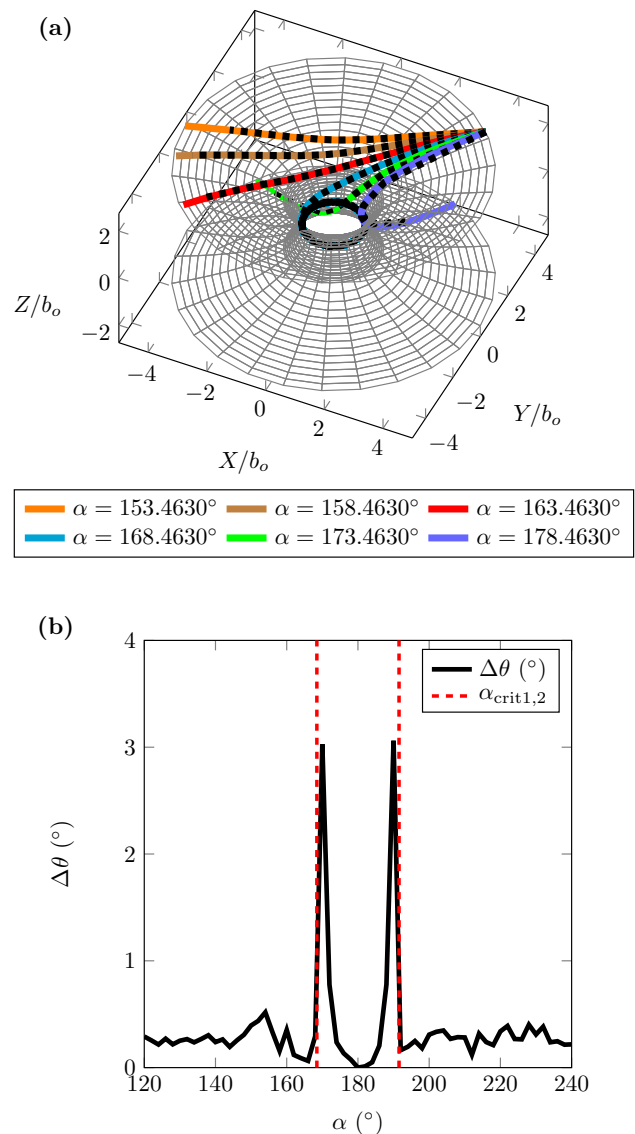 (a)
2
0
−2
Z/b_o
−4
−2
0
2
4
X/b_o
−4
−2
0
2
4
Y/b_o
α = 153.4630° α = 158.4630° α = 163.4630°
α = 168.4630° α = 173.4630° α = 178.4630°
(b)
4
3
2
1
0
Δθ (°)
120 140 160 180 200 220 240
α (°)
Δθ (°)
α_crit1,2